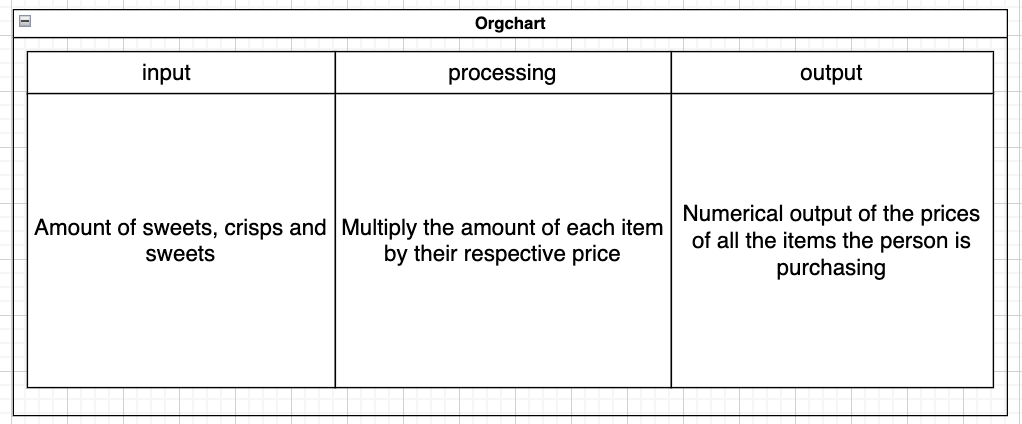 Orgchart
input
processing
output
Amount of sweets, crisps and
sweets
Multiply the amount of each item
by their respective price
Numerical output of the prices
of all the items the person is
purchasing